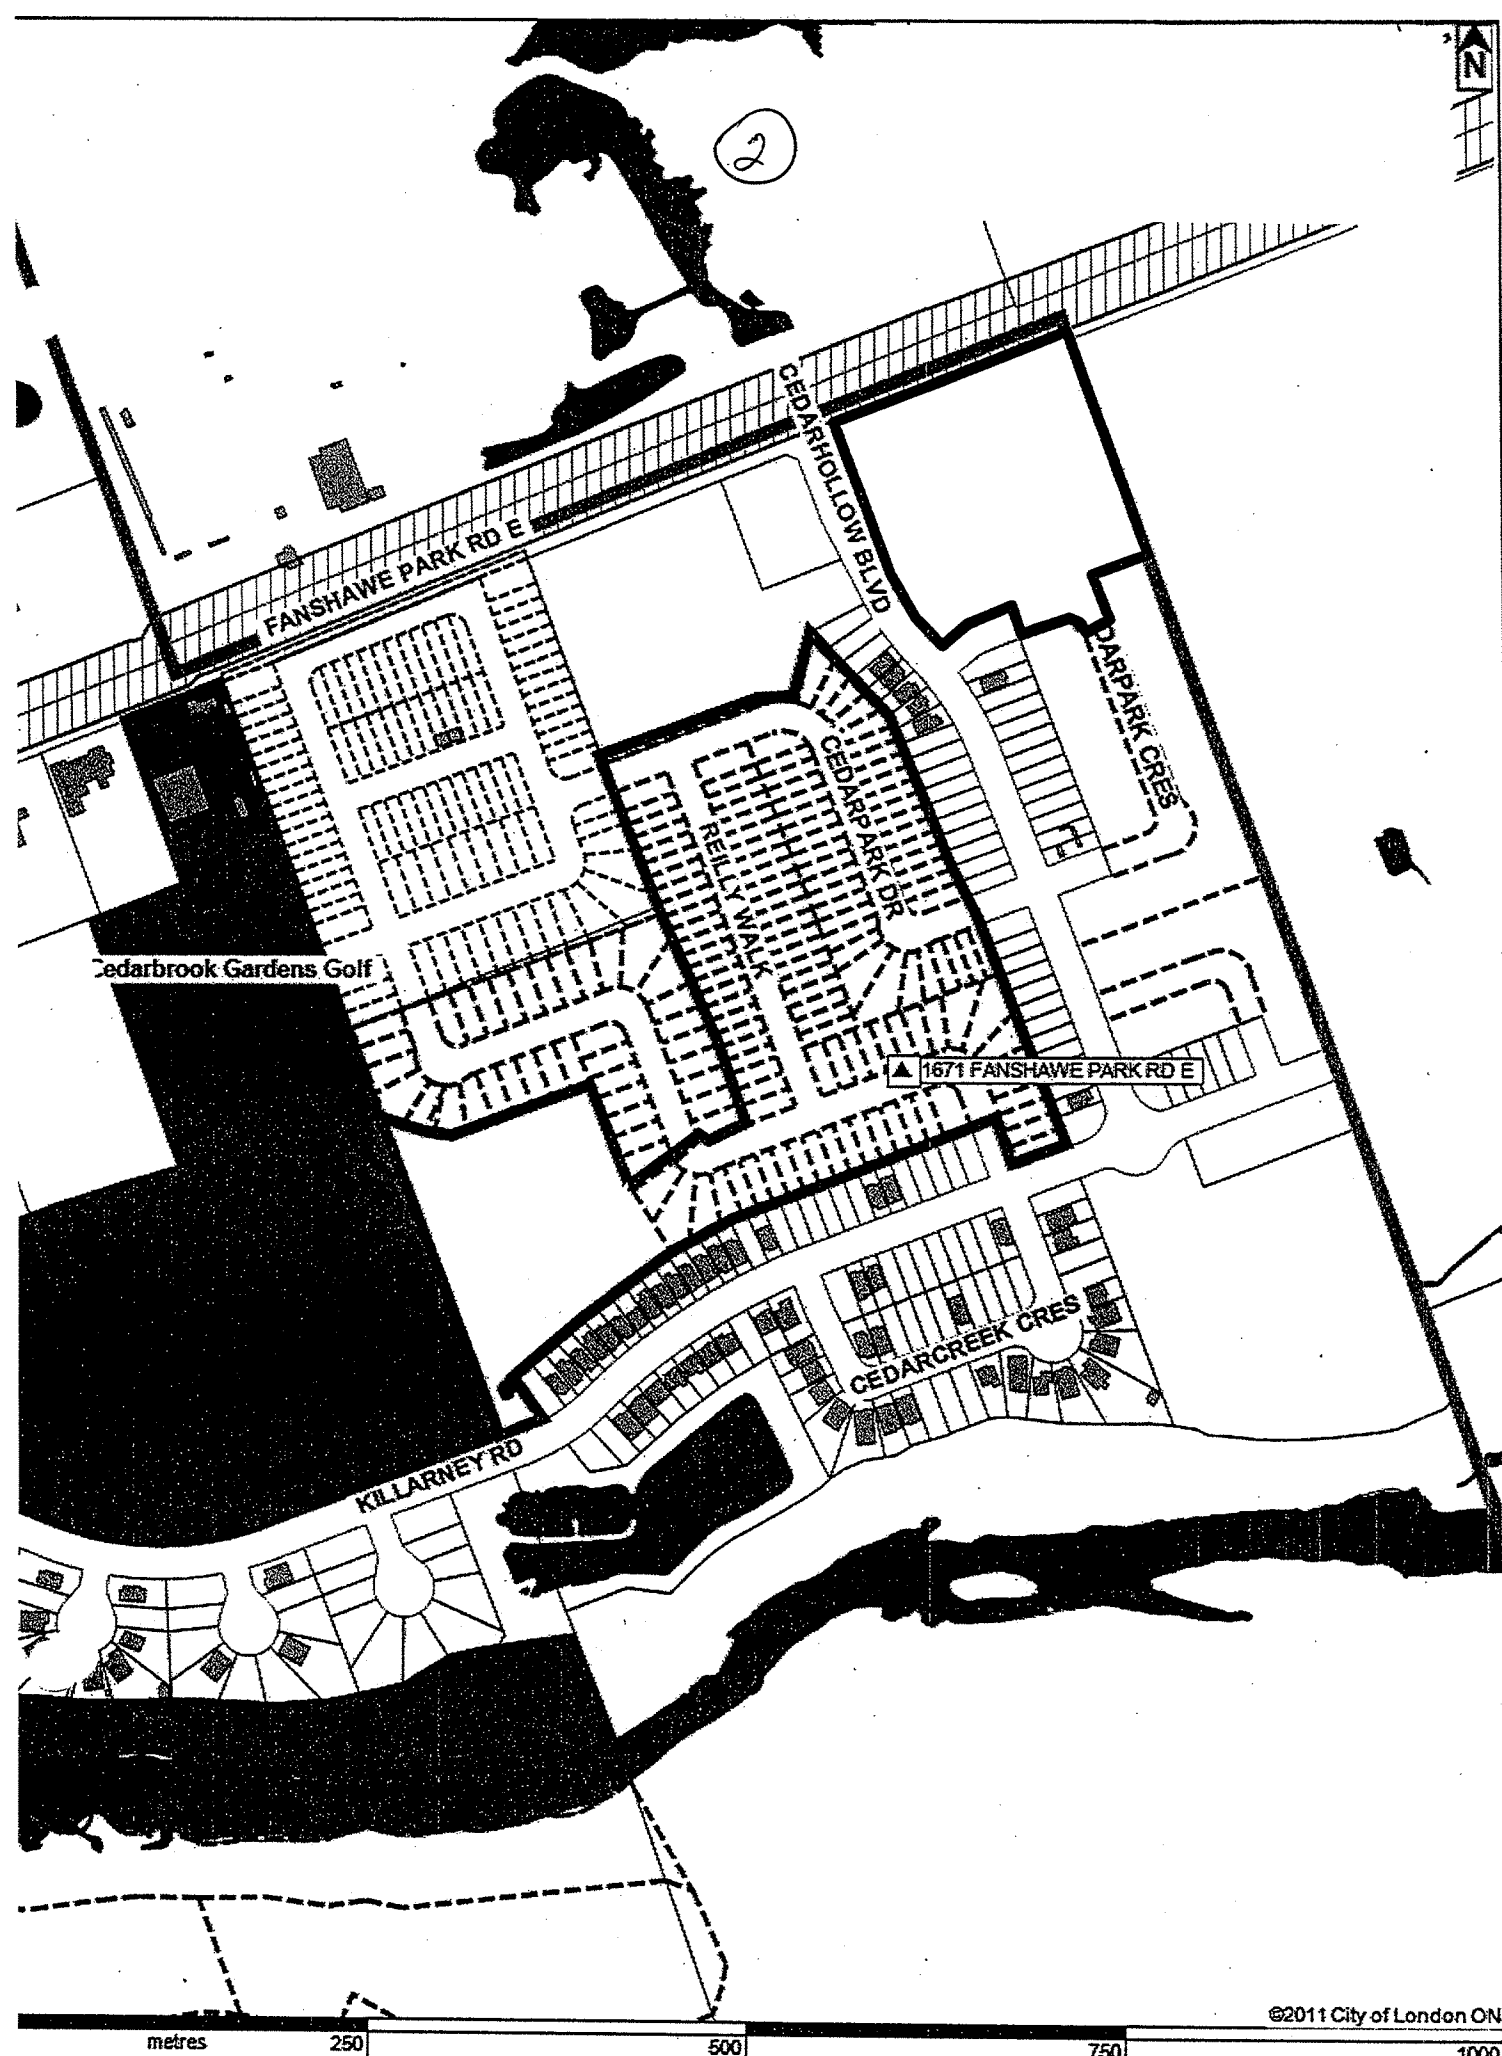 N
2
CEDARHOLLOW BLVD
FANSHAWE PARK RD E
DARPARK CRES
CEDARPARK DR
REILLY WALK
Cedarbrook Gardens Golf
1671 FANSHAWE PARK RD E
CEDARCREEK CRES
KILLARNEY RD
©2011 City of London ON
metres 250 500 750 1000